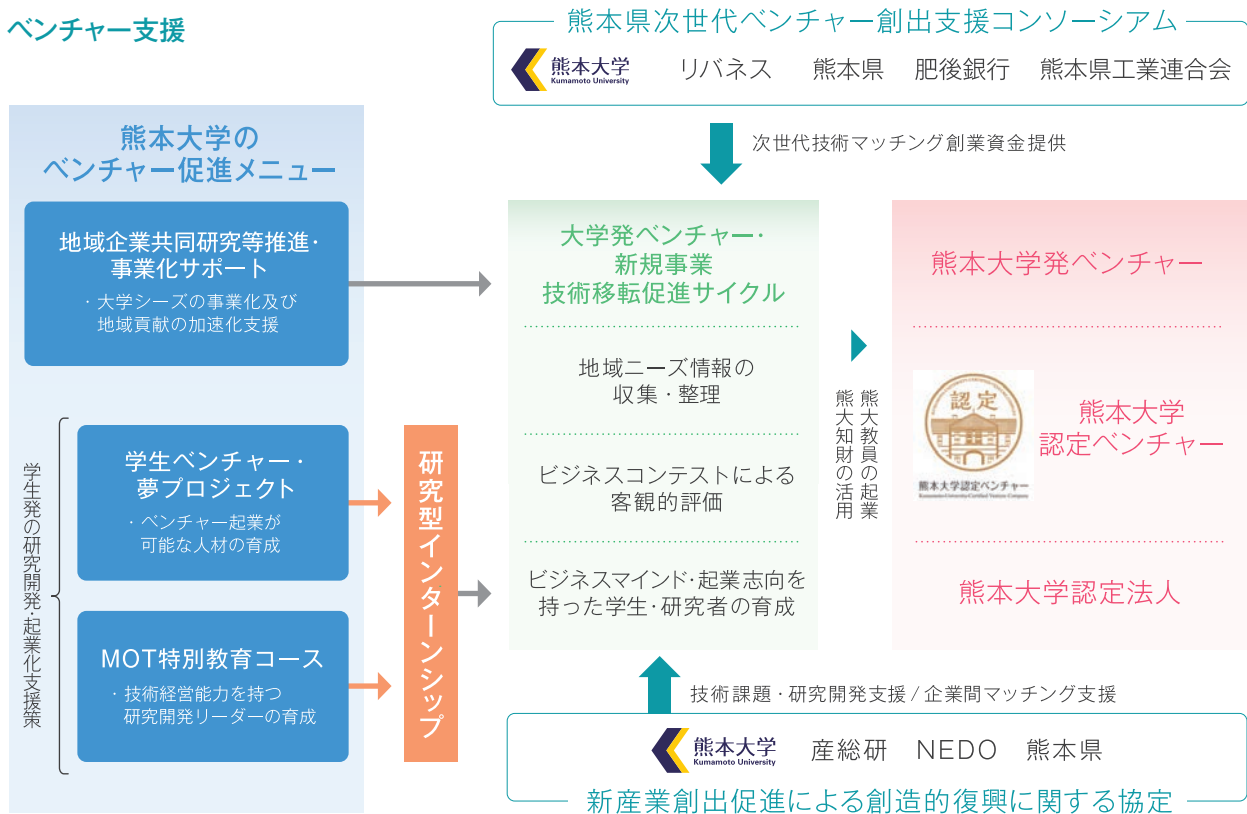 ベンチャー支援
熊本県次世代ベンチャー創出支援コンソーシアム
熊本大学
Kumamoto University
リバネス 熊本県 肥後銀行 熊本県工業連合会
次世代技術マッチング創業資金提供
熊本大学の
ベンチャー促進メニュー
地域企業共同研究等推進・
事業化サポート
・大学シーズの事業化及び
地域貢献の加速化支援
学生発の研究開発・起業化支援策
学生ベンチャー・
夢プロジェクト
・ベンチャー起業が
可能な人材の育成
MOT特別教育コース
・技術経営能力を持つ
研究開発リーダーの育成
研究型インターンシップ
大学発ベンチャー・
新規事業
技術移転促進サイクル
地域ニーズ情報の
収集・整理
ビジネスコンテストによる
客観的評価
ビジネスマインド・起業志向を
持った学生・研究者の育成
熊大教員の起業
熊大知財の活用
熊本大学発ベンチャー
認定
熊本大学認定ベンチャー
Kumamoto University Certified Venture Company
熊本大学
認定ベンチャー
熊本大学認定法人
技術課題・研究開発支援/企業間マッチング支援
熊本大学
Kumamoto University
産総研 NEDO 熊本県
新産業創出促進による創造的復興に関する協定